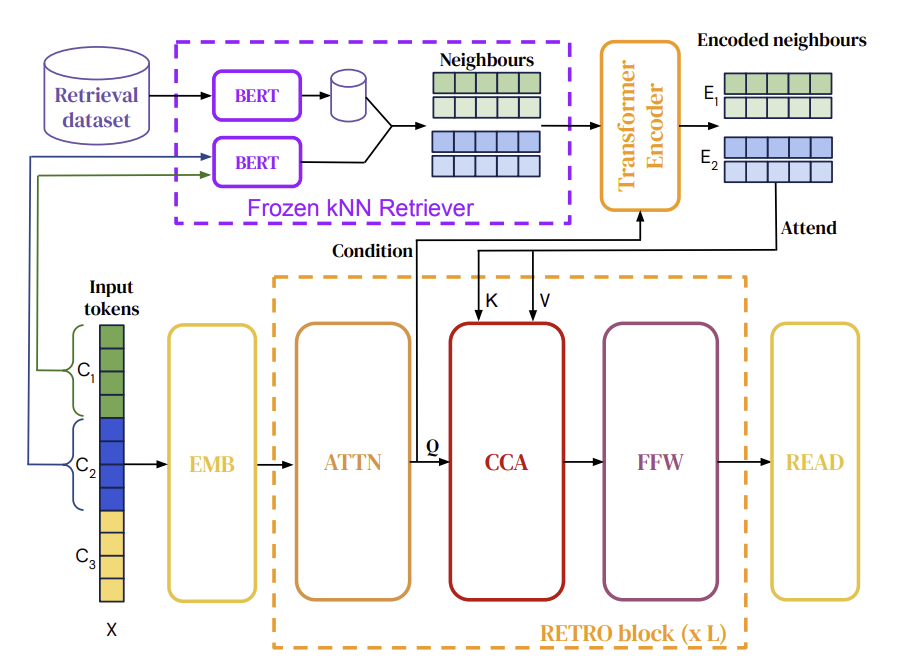 Encoded neighbours
Neighbours
Retrieval
dataset
BERT
BERT
Frozen kNN Retriever
Transformer
Encoder
E1
E2
Condition
Attend
K
V
Input
tokens
C1
C2
C3
X
EMB
ATTN
Q
CCA
FFW
READ
RETRO block (x L)